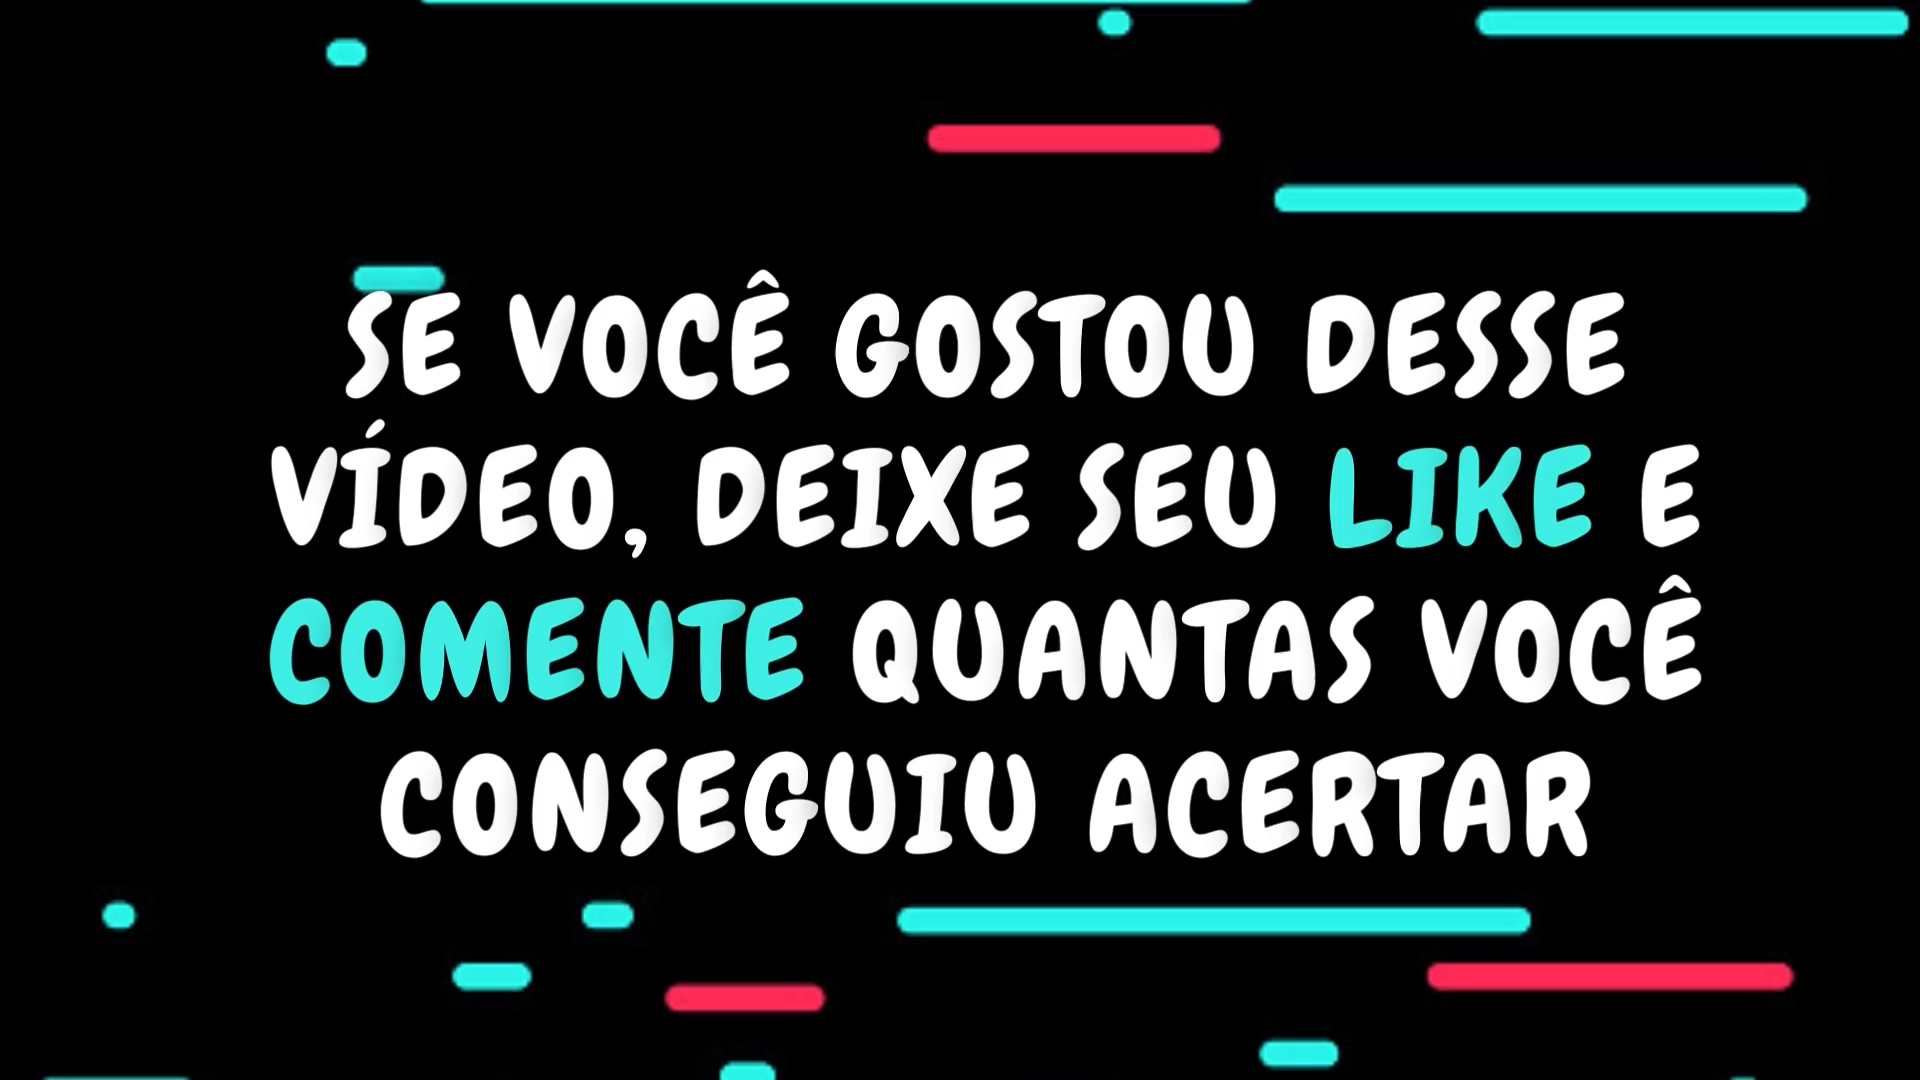 SE VOCÊ GOSTOU DESSE
VÍDEO, DEIXE SEU LIKE E
COMENTE QUANTAS VOCÊ
CONSEGUIU ACERTAR